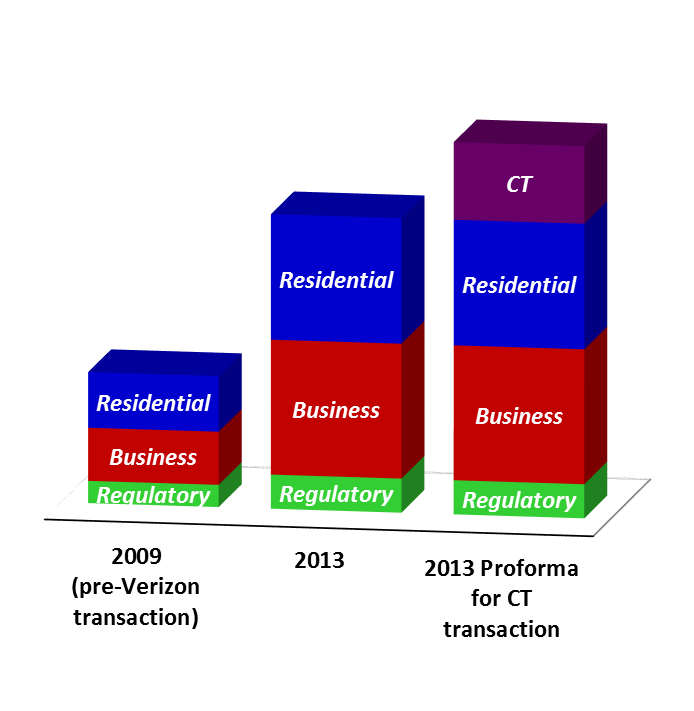 CT
Residential
Business
Regulatory
Residential
Business
Regulatory
Residential
Business
Regulatory
2009
(pre-Verizon
transaction)
2013
2013 Proforma
for CT
transaction